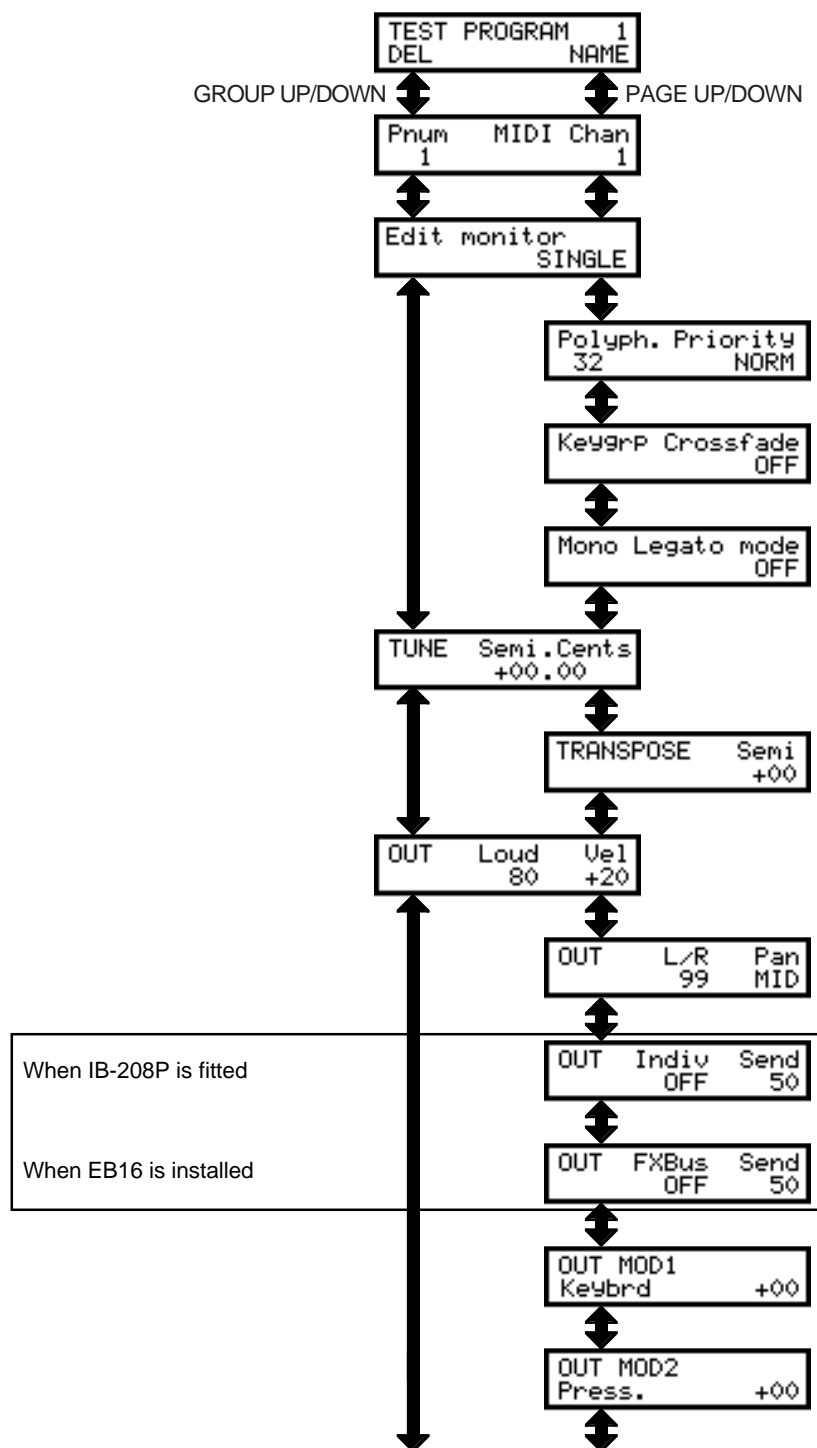 TEST PROGRAM 1
DEL NAME
GROUP UP/DOWN PAGE UP/DOWN
Pnum MIDI Chan
1 1
Edit monitor
SINGLE
Polyph. Priority
32 NORM
Keygrp Crossfade
OFF
Mono Legato mode
OFF
TUNE Semi.Cents
+00.00
TRANSPOSE Semi
+00
OUT Loud Vel
80 +20
OUT L/R Pan
99 MID
When IB-208P is fitted
OUT Indiv Send
OFF 50
When EB16 is installed
OUT FXBus Send
OFF 50
OUT MOD1
Keybrd +00
OUT MOD2
Press. +00